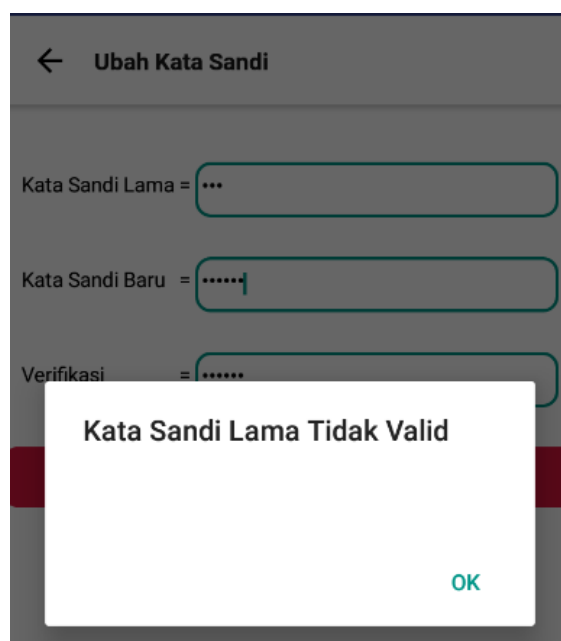 Ubah Kata Sandi
Kata Sandi Lama = •••
Kata Sandi Baru = ••••••
Verifikasi = ••••••
Kata Sandi Lama Tidak Valid
OK